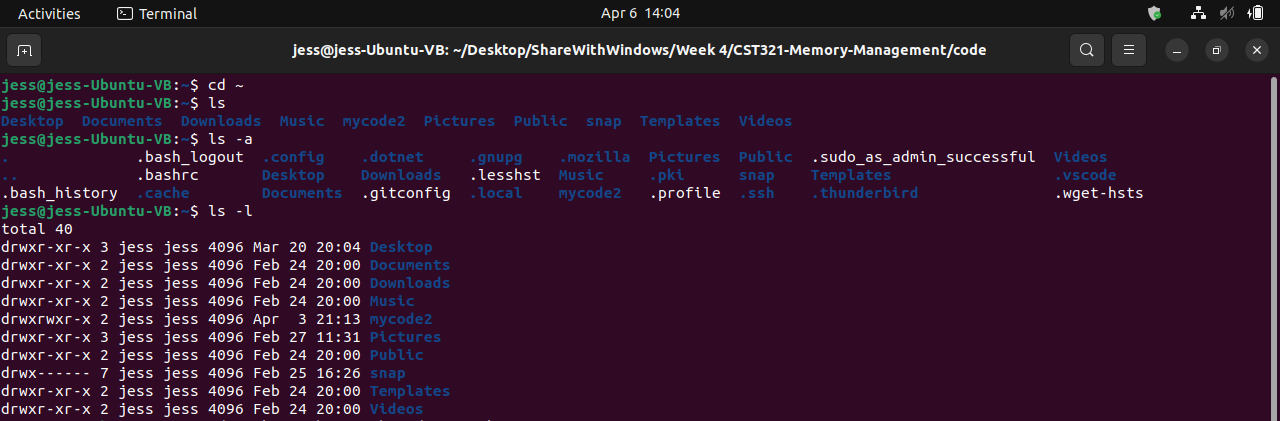 Activities Terminal Apr 6 14:04
jess@jess-Ubuntu-VB: ~/Desktop/ShareWithWindows/Week 4/CST321-Memory-Management/code
jess@jess-Ubuntu-VB:~$ cd ~
jess@jess-Ubuntu-VB:~$ ls
Desktop Documents Downloads Music mycode2 Pictures Public snap Templates Videos
jess@jess-Ubuntu-VB:~$ ls -a
. .bash_logout .config .dotnet .gnupg .mozilla Pictures Public .sudo_as_admin_successful Videos
.. .bashrc Desktop Downloads .lesshst Music .pki snap Templates .vscode
.bash_history .cache Documents .gitconfig .local mycode2 .profile .ssh .thunderbird .wget-hsts
jess@jess-Ubuntu-VB:~$ ls -l
total 40
drwxr-xr-x 3 jess jess 4096 Mar 20 20:04 Desktop
drwxr-xr-x 2 jess jess 4096 Feb 24 20:00 Documents
drwxr-xr-x 2 jess jess 4096 Feb 24 20:00 Downloads
drwxr-xr-x 2 jess jess 4096 Feb 24 20:00 Music
drwxrwxr-x 2 jess jess 4096 Apr  3 21:13 mycode2
drwxr-xr-x 3 jess jess 4096 Feb 27 11:31 Pictures
drwxr-xr-x 2 jess jess 4096 Feb 24 20:00 Public
drwx------ 7 jess jess 4096 Feb 25 16:26 snap
drwxr-xr-x 2 jess jess 4096 Feb 24 20:00 Templates
drwxr-xr-x 2 jess jess 4096 Feb 24 20:00 Videos